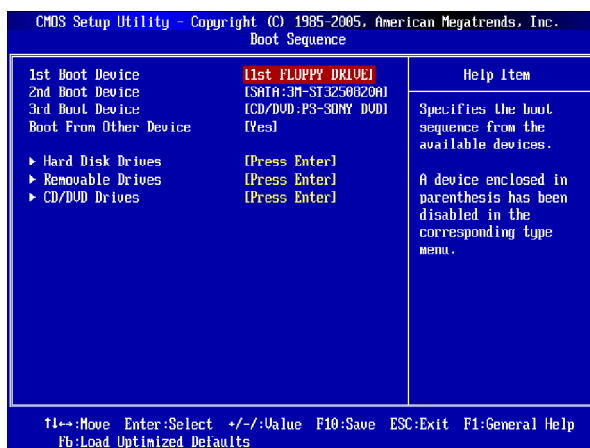 CMOS Setup Utility - Copyright (C) 1985-2005, American Megatrends, Inc.
Boot Sequence
1st Boot Device [1st FLOPPY DRIVE]
2nd Boot Device [SATA:3M-ST3250820A]
3rd Boot Device [CD/DVD:PS-SONY DVD]
Boot From Other Device [Yes]
► Hard Disk Drives [Press Enter]
► Removable Drives [Press Enter]
► CD/DVD Drives [Press Enter]
Help Item
Specifies the boot
sequence from the
available devices.
A device enclosed in
parenthesis has been
disabled in the
corresponding type
menu.
↑↓↔:Move Enter:Select +/-/:Value F10:Save ESC:Exit F1:General Help
F6:Load Optimized Defaults